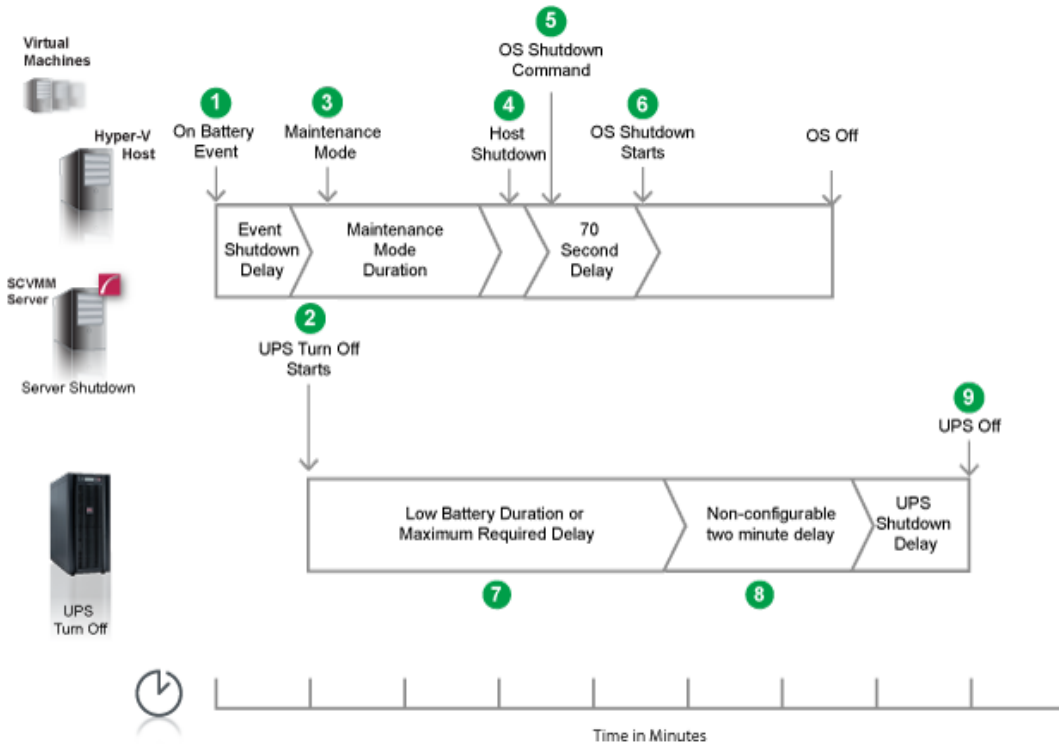 Virtual
Machines
Hyper-V
Host
SCVMM
Server
Server Shutdown
UPS
Turn Off
1
On Battery
Event
3
Maintenance
Mode
4
Host
Shutdown
5
OS Shutdown
Command
6
OS Shutdown
Starts
OS Off
Event
Shutdown
Delay
Maintenance
Mode
Duration
70
Second
Delay
2
UPS Turn Off
Starts
9
UPS Off
Low Battery Duration or
Maximum Required Delay
Non-configurable
two minute delay
UPS
Shutdown
Delay
7
8
Time in Minutes